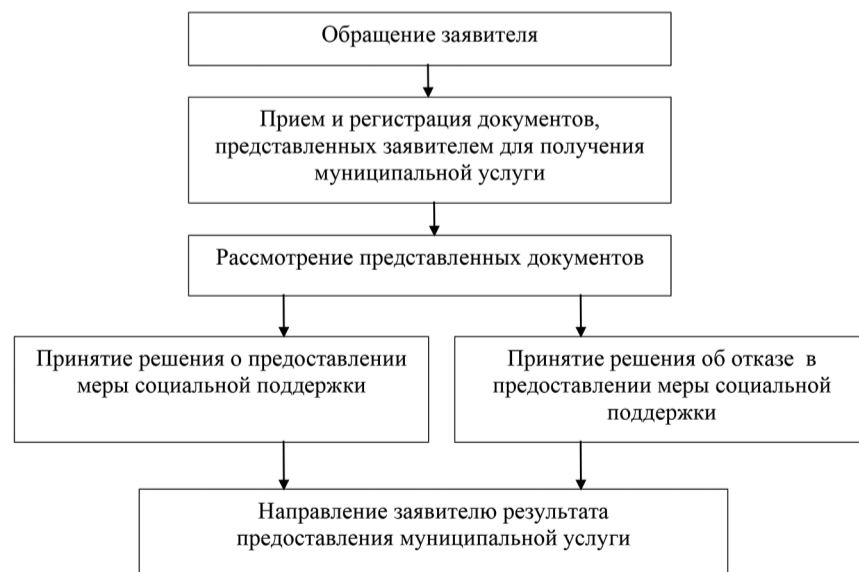 Обращение заявителя
Прием и регистрация документов,
представленных заявителем для получения
муниципальной услуги
Рассмотрение представленных документов
Принятие решения о предоставлении
меры социальной поддержки
Принятие решения об отказе в
предоставлении меры социальной
поддержки
Направление заявителю результата
предоставления муниципальной услуги